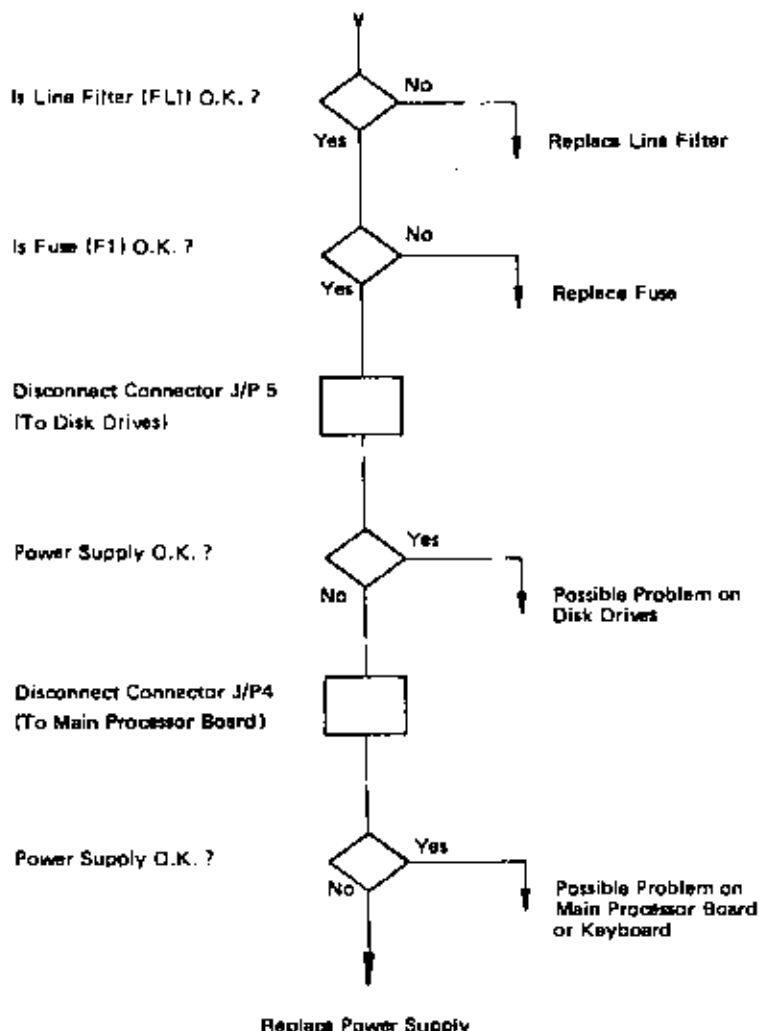 Is Line Filter (FL1) O.K. ?
No
Yes
Replace Line Filter
Is Fuse (F1) O.K. ?
No
Yes
Replace Fuse
Disconnect Connector J/P 5
(To Disk Drives)
Power Supply O.K. ?
Yes
No
Possible Problem on
Disk Drives
Disconnect Connector J/P4
(To Main Processor Board)
Power Supply O.K. ?
Yes
No
Possible Problem on
Main Processor Board
or Keyboard
Replace Power Supply